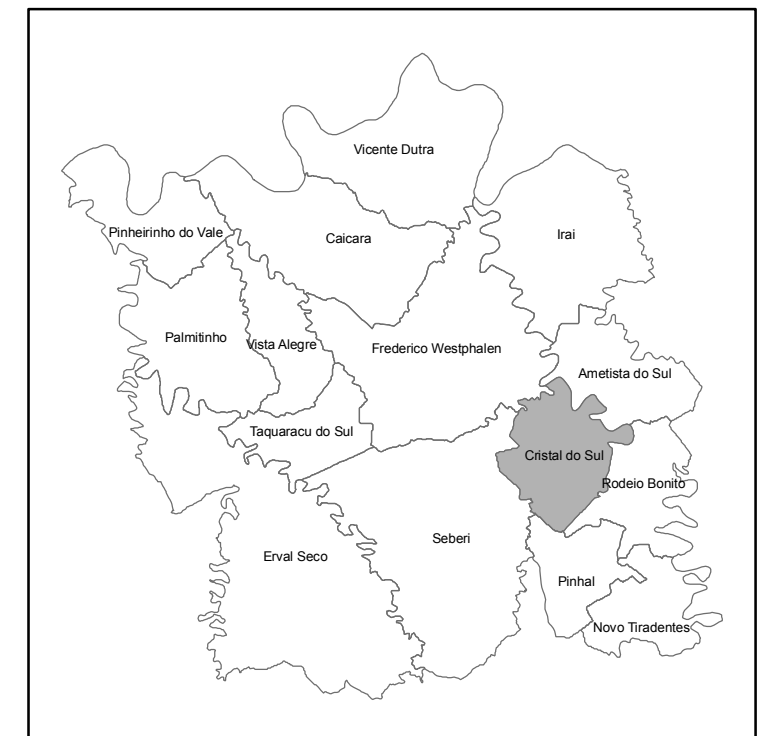 Vicente Dutra
Pinheirinho do Vale
Caicara
Irai
Palmitinho
Vista Alegre
Frederico Westphalen
Ametista do Sul
Taquaracu do Sul
Cristal do Sul
Rodeio Bonito
Seberi
Erval Seco
Pinhal
Novo Tiradentes